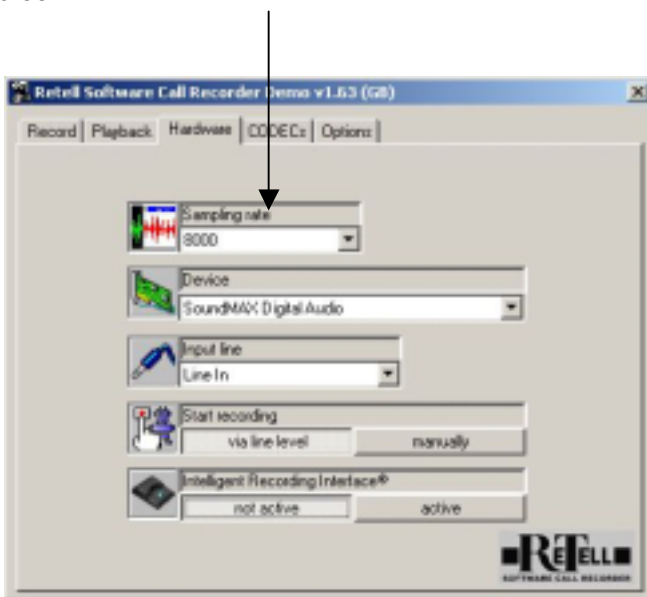 Retell Software Call Recorder Demo v1.63 (GB)
Record Playback Hardware CODECs Options
Sampling rate
8000
Device
SoundMAX Digital Audio
Input line
Line In
Start recording
via line level manually
Intelligent Recording Interface®
not active active
RETELL
SOFTWARE CALL RECORDER